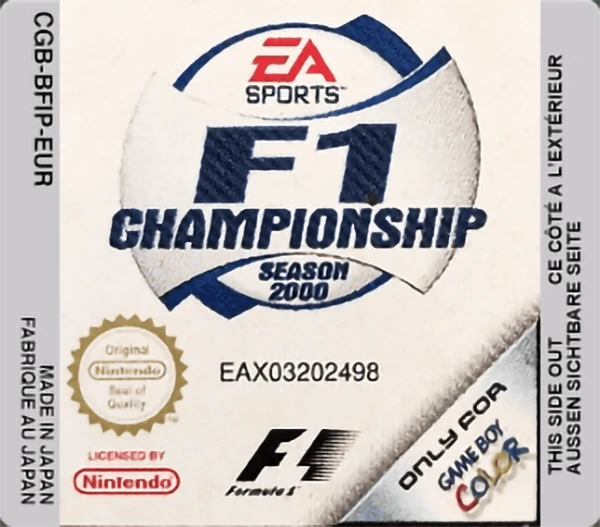 CGB-BFIP-EUR
EA
SPORTS™
F1
CHAMPIONSHIP
SEASON
2000
EAX03202498
Original
Nintendo
Seal of
Quality
LICENSED BY
Nintendo
F1
Formula 1
ONLY FOR
GAME BOY
COLOR
MADE IN JAPAN
FABRIQUE AU JAPAN
THIS SIDE OUT
CE CÔTÉ A L'EXTÉRIEUR
AUSSEN SICHTBARE SEITE